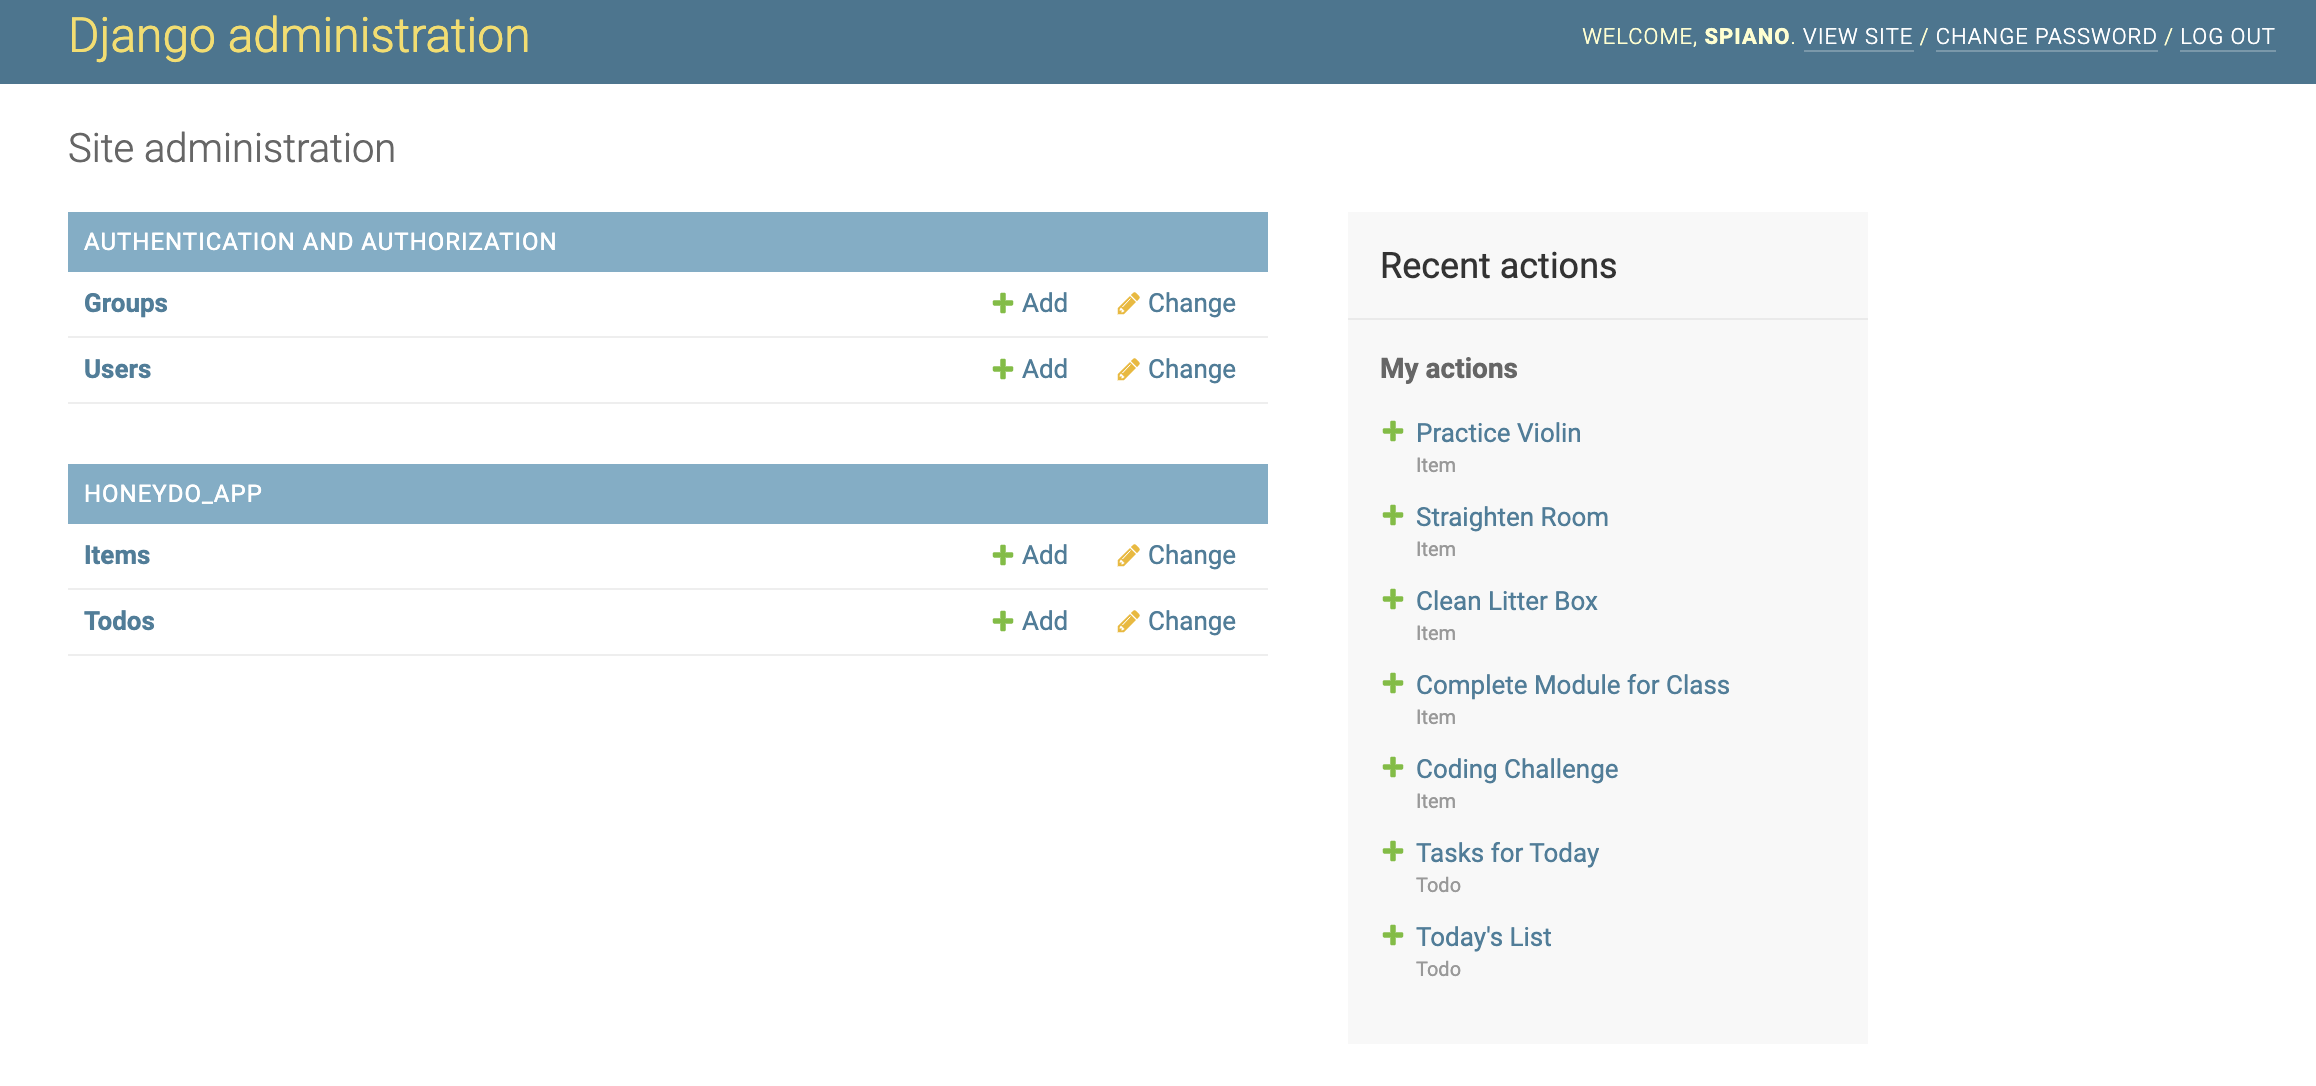 Django administration
WELCOME, SPIANO. VIEW SITE / CHANGE PASSWORD / LOG OUT
Site administration
AUTHENTICATION AND AUTHORIZATION
Groups Add Change
Users Add Change
HONEYDO_APP
Items Add Change
Todos Add Change
Recent actions
My actions
Practice Violin
Item
Straighten Room
Item
Clean Litter Box
Item
Complete Module for Class
Item
Coding Challenge
Item
Tasks for Today
Todo
Today's List
Todo